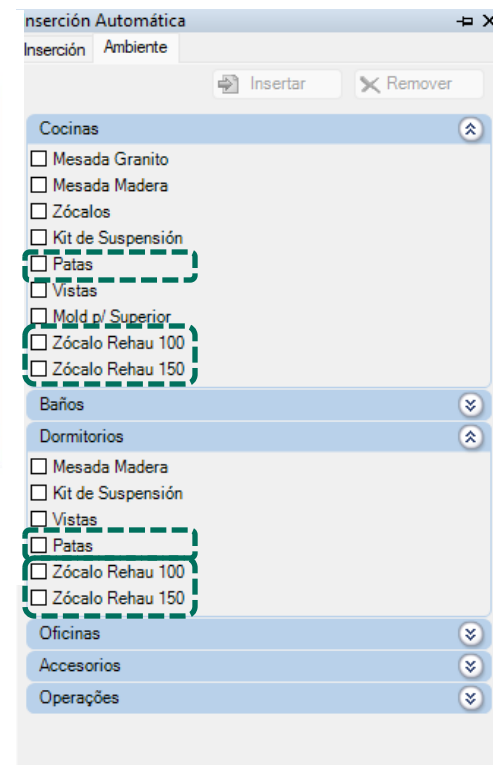 nserción Automática
Inserción Ambiente
Insertar Remover
Cocinas
Mesada Granito
Mesada Madera
Zócalos
Kit de Suspensión
Patas
Vistas
Mold p/ Superior
Zócalo Rehau 100
Zócalo Rehau 150
Baños
Dormitorios
Mesada Madera
Kit de Suspensión
Vistas
Patas
Zócalo Rehau 100
Zócalo Rehau 150
Oficinas
Accesorios
Operações